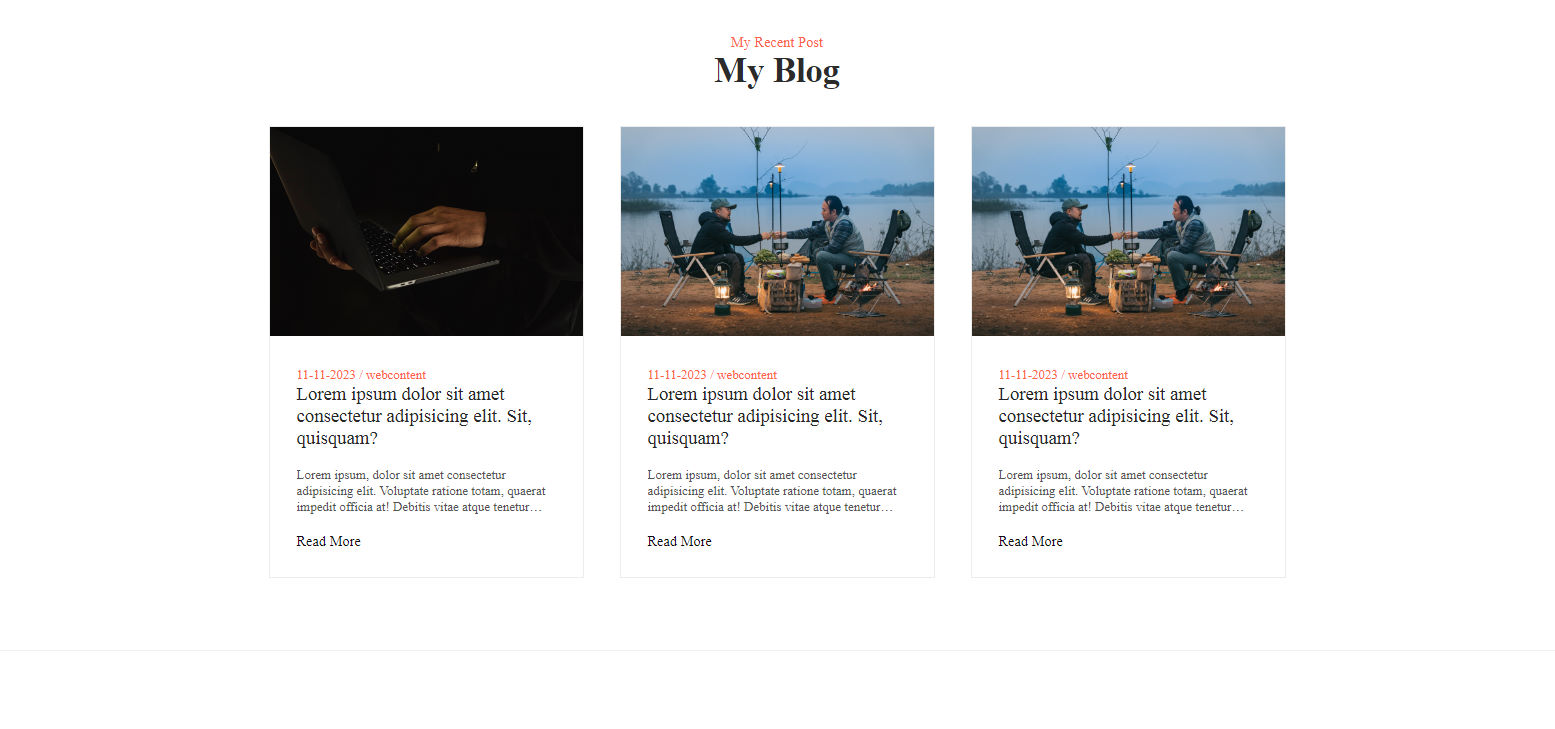 My Recent Post
My Blog
11-11-2023 / webcontent
Lorem ipsum dolor sit amet
consectetur adipisicing elit. Sit,
quisquam?
Lorem ipsum, dolor sit amet consectetur
adipisicing elit. Voluptate ratione totam, quaerat
impedit officia at! Debitis vitae atque tenetur…
Read More
11-11-2023 / webcontent
Lorem ipsum dolor sit amet
consectetur adipisicing elit. Sit,
quisquam?
Lorem ipsum, dolor sit amet consectetur
adipisicing elit. Voluptate ratione totam, quaerat
impedit officia at! Debitis vitae atque tenetur…
Read More
11-11-2023 / webcontent
Lorem ipsum dolor sit amet
consectetur adipisicing elit. Sit,
quisquam?
Lorem ipsum, dolor sit amet consectetur
adipisicing elit. Voluptate ratione totam, quaerat
impedit officia at! Debitis vitae atque tenetur…
Read More